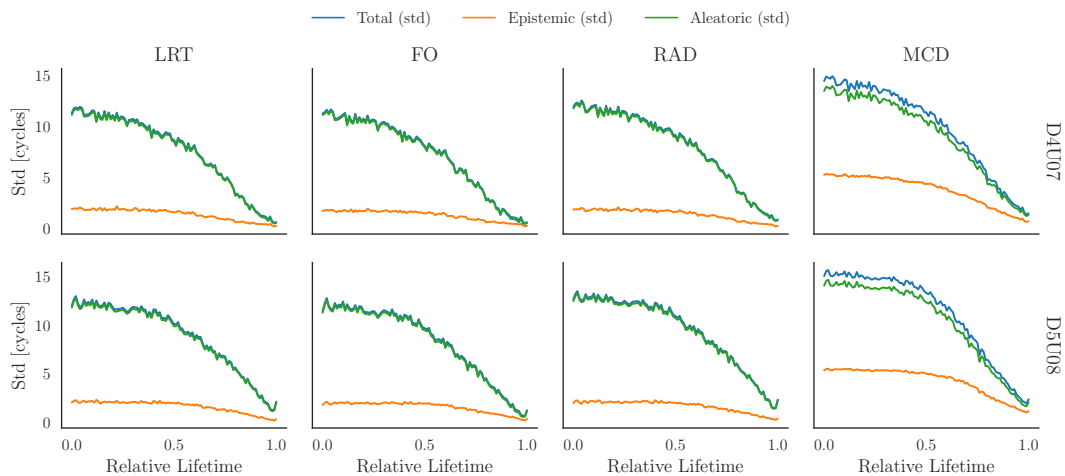 Total (std) Epistemic (std) Aleatoric (std)
LRT FO RAD MCD
15
10
5
0
Std [cycles]
D4U07
15
10
5
0
Std [cycles]
D5U08
0.0 0.5 1.0 0.0 0.5 1.0 0.0 0.5 1.0 0.0 0.5 1.0
Relative Lifetime Relative Lifetime Relative Lifetime Relative Lifetime